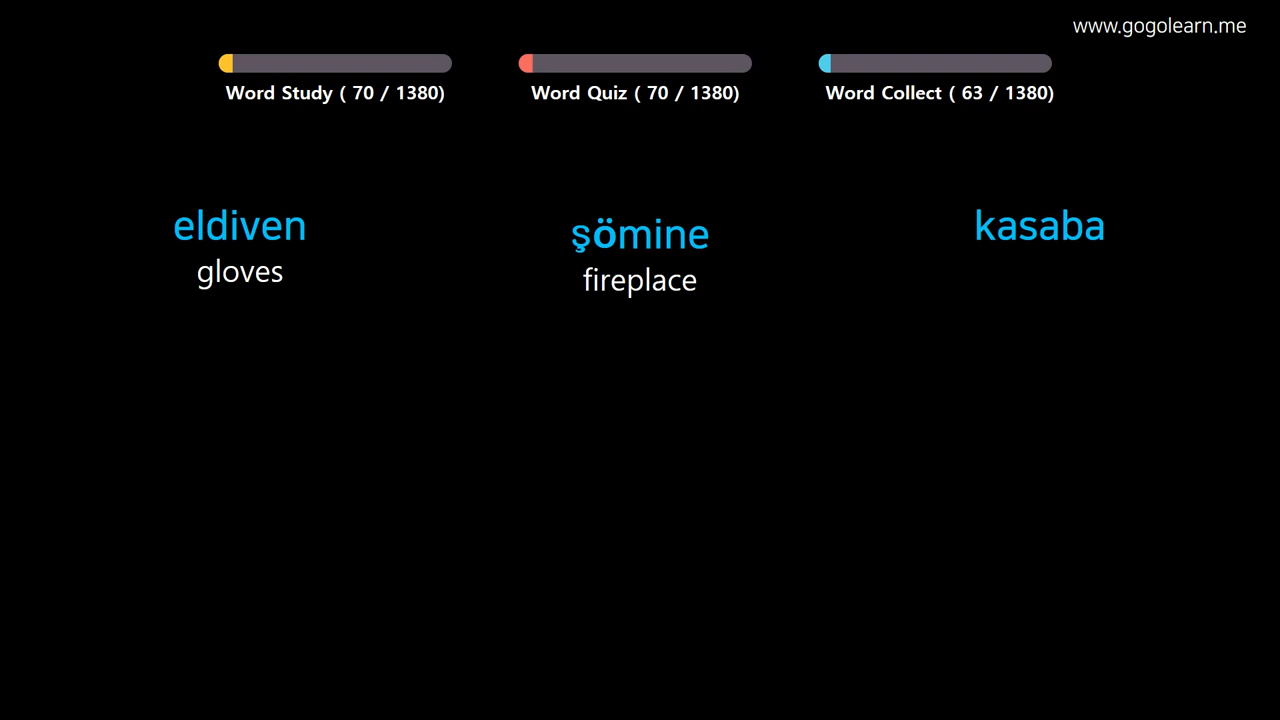 www.gogolearn.me
Word Study ( 70 / 1380)
Word Quiz ( 70 / 1380)
Word Collect ( 63 / 1380)
eldiven
gloves
şömine
fireplace
kasaba